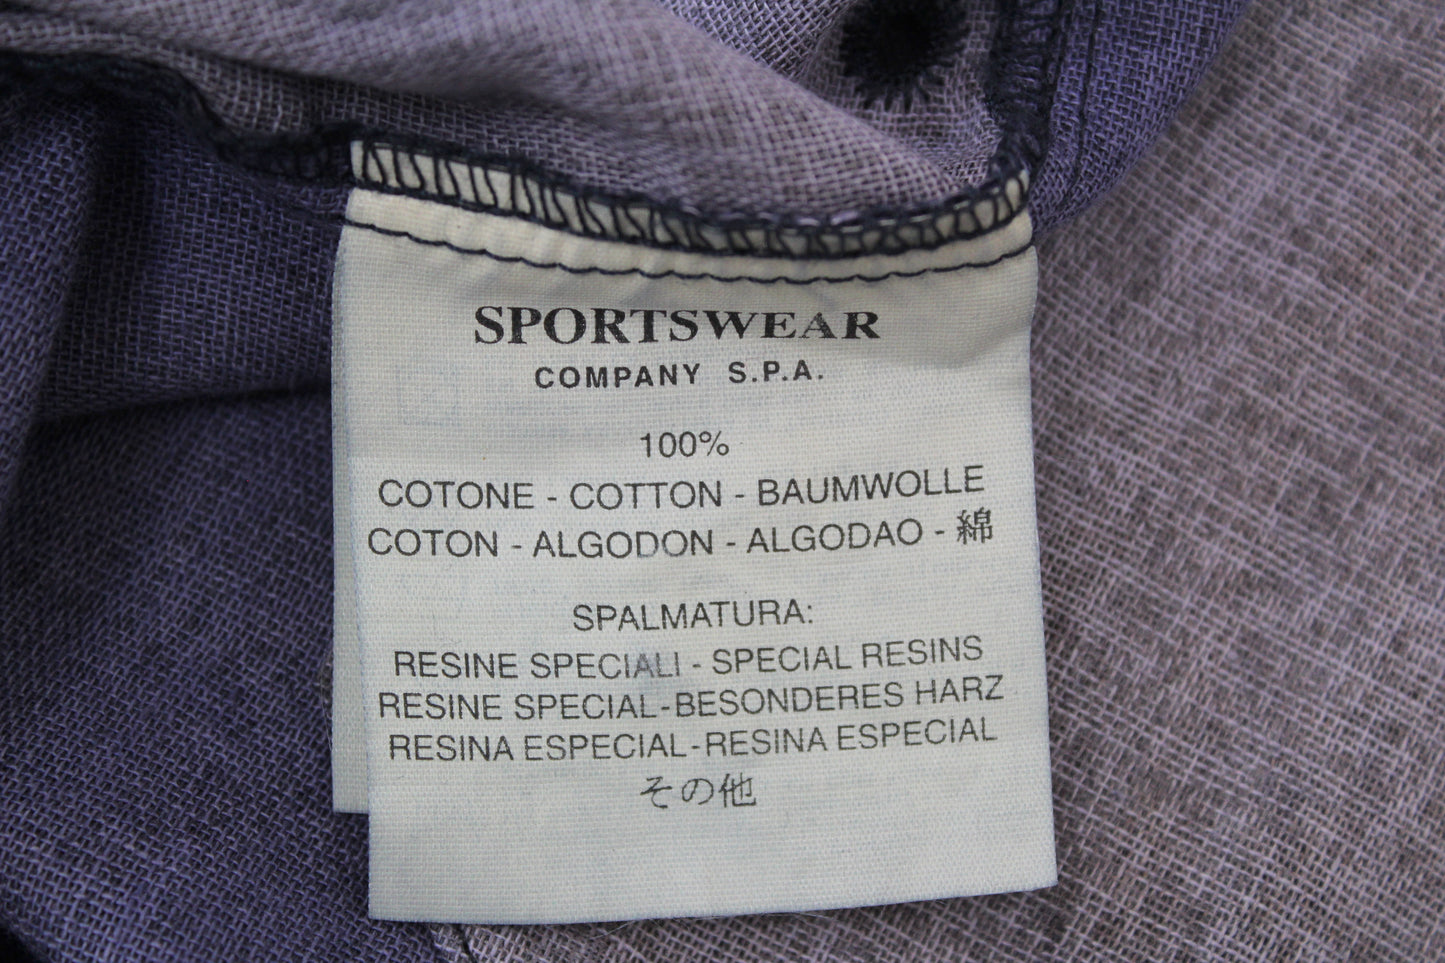 SPORTSWEAR
COMPANY S.P.A.
100%
COTONE - COTTON - BAUMWOLLE
COTON - ALGODON - ALGODAO - 綿
SPALMATURA:
RESINE SPECIALI - SPECIAL RESINS
RESINE SPECIAL-BESONDERES HARZ
RESINA ESPECIAL-RESINA ESPECIAL
その他